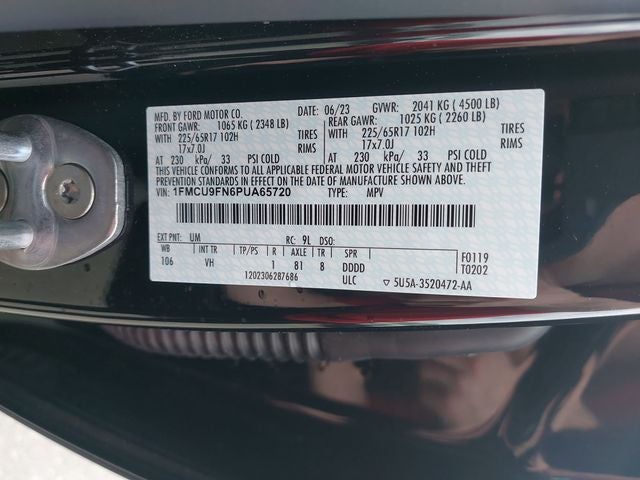 MFD. BY FORD MOTOR CO. 06/23 GVWR: 2041 KG ( 4500 LB)
FRONT GAWR: 1065 KG ( 2348 LB) REAR GAWR: 1025 KG ( 2260 LB)
WITH 225/65R17 102H TIRES WITH 225/65R17 102H TIRES
17x7.0J RIMS 17x7.0J RIMS
AT 230 kPa/ 33 PSI COLD AT 230 kPa/ 33 PSI COLD
THIS VEHICLE CONFORMS TO ALL APPLICABLE FEDERAL MOTOR VEHICLE SAFETY AND THEFT
PREVENTION STANDARDS IN EFFECT ON THE DATE OF MANUFACTURE SHOWN ABOVE.
VIN: 1FMCU9FN6PUA65720 TYPE: MPV
EXT PNT: UM RC: 9L DSO:
WB INT TR TP/PS R AXLE TR SPR F0119
106 VH 1 81 8 DDDD T0202
1202306287686 ULC ▽ 5U5A-3520472-AA